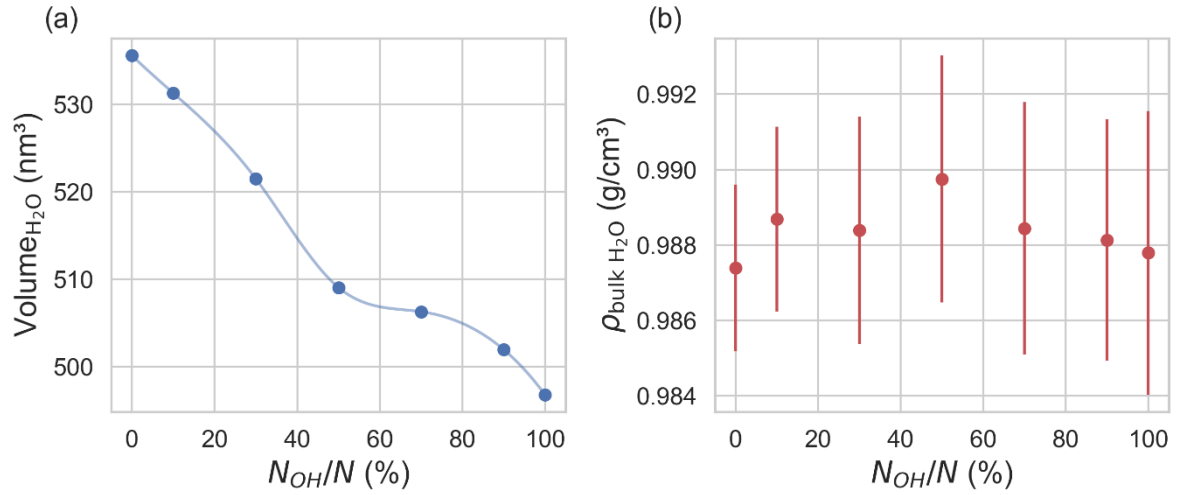 (a)
Volume_H₂O (nm³)
530
520
510
500
0 20 40 60 80 100
N_OH/N (%)
(b)
ρ_bulk H₂O (g/cm³)
0.992
0.990
0.988
0.986
0.984
0 20 40 60 80 100
N_OH/N (%)